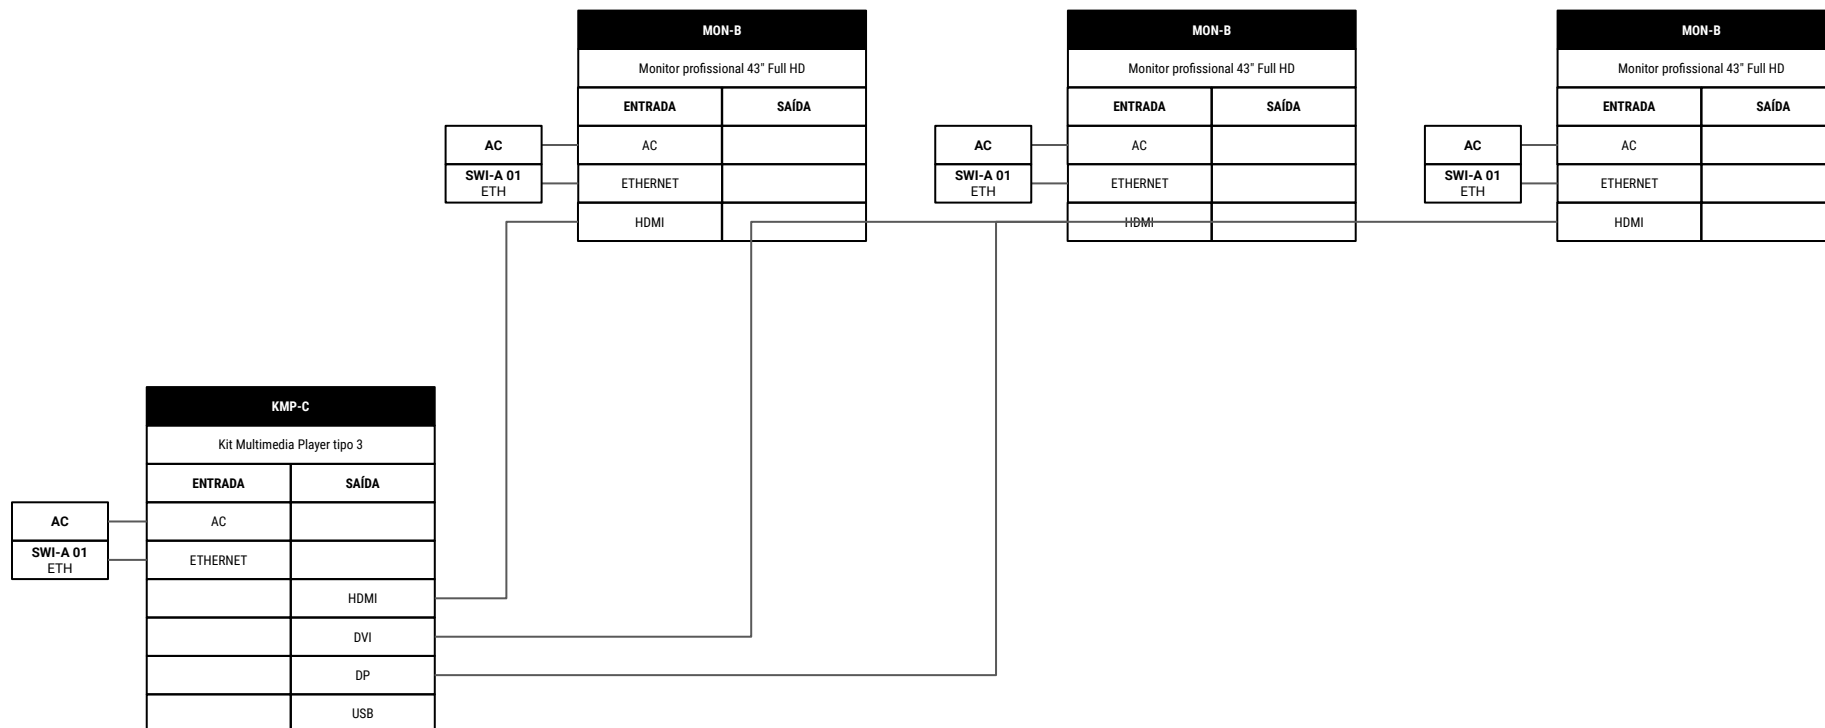 MON-B
Monitor profissional 43" Full HD
ENTRADA SAÍDA
AC AC
SWI-A 01
ETH
ETHERNET
HDMI
MON-B
Monitor profissional 43" Full HD
ENTRADA SAÍDA
AC AC
SWI-A 01
ETH
ETHERNET
HDMI
MON-B
Monitor profissional 43" Full HD
ENTRADA SAÍDA
AC AC
SWI-A 01
ETH
ETHERNET
HDMI
KMP-C
Kit Multimedia Player tipo 3
ENTRADA SAÍDA
AC AC
SWI-A 01
ETH
ETHERNET
HDMI
DVI
DP
USB